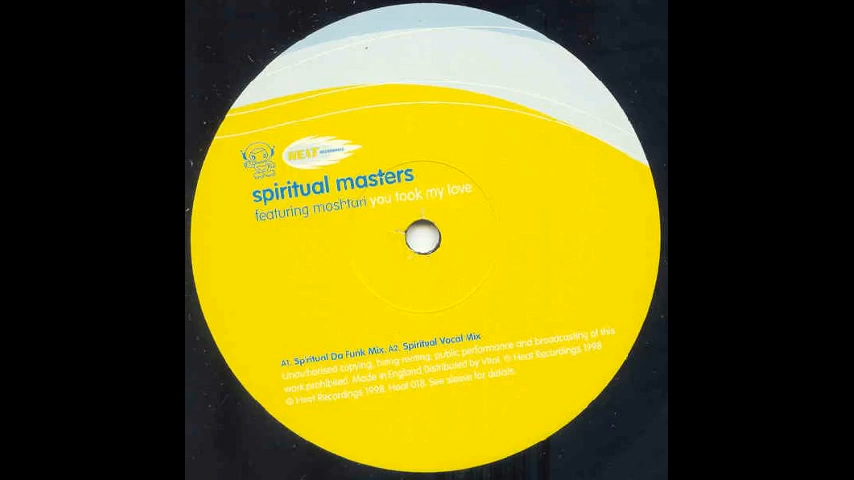 HEAT RECORDINGS
spiritual masters
featuring moshturi you took my love
A1. Spiritual Da Funk Mix. A2. Spiritual Vocal Mix
Unauthorised copying, hiring renting, public performance and broadcasting of this
work prohibited. Made in England Distributed by Vital. © Heat Recordings 1998
© Heat Recordings 1998. Heat 018. See sleeve for details.